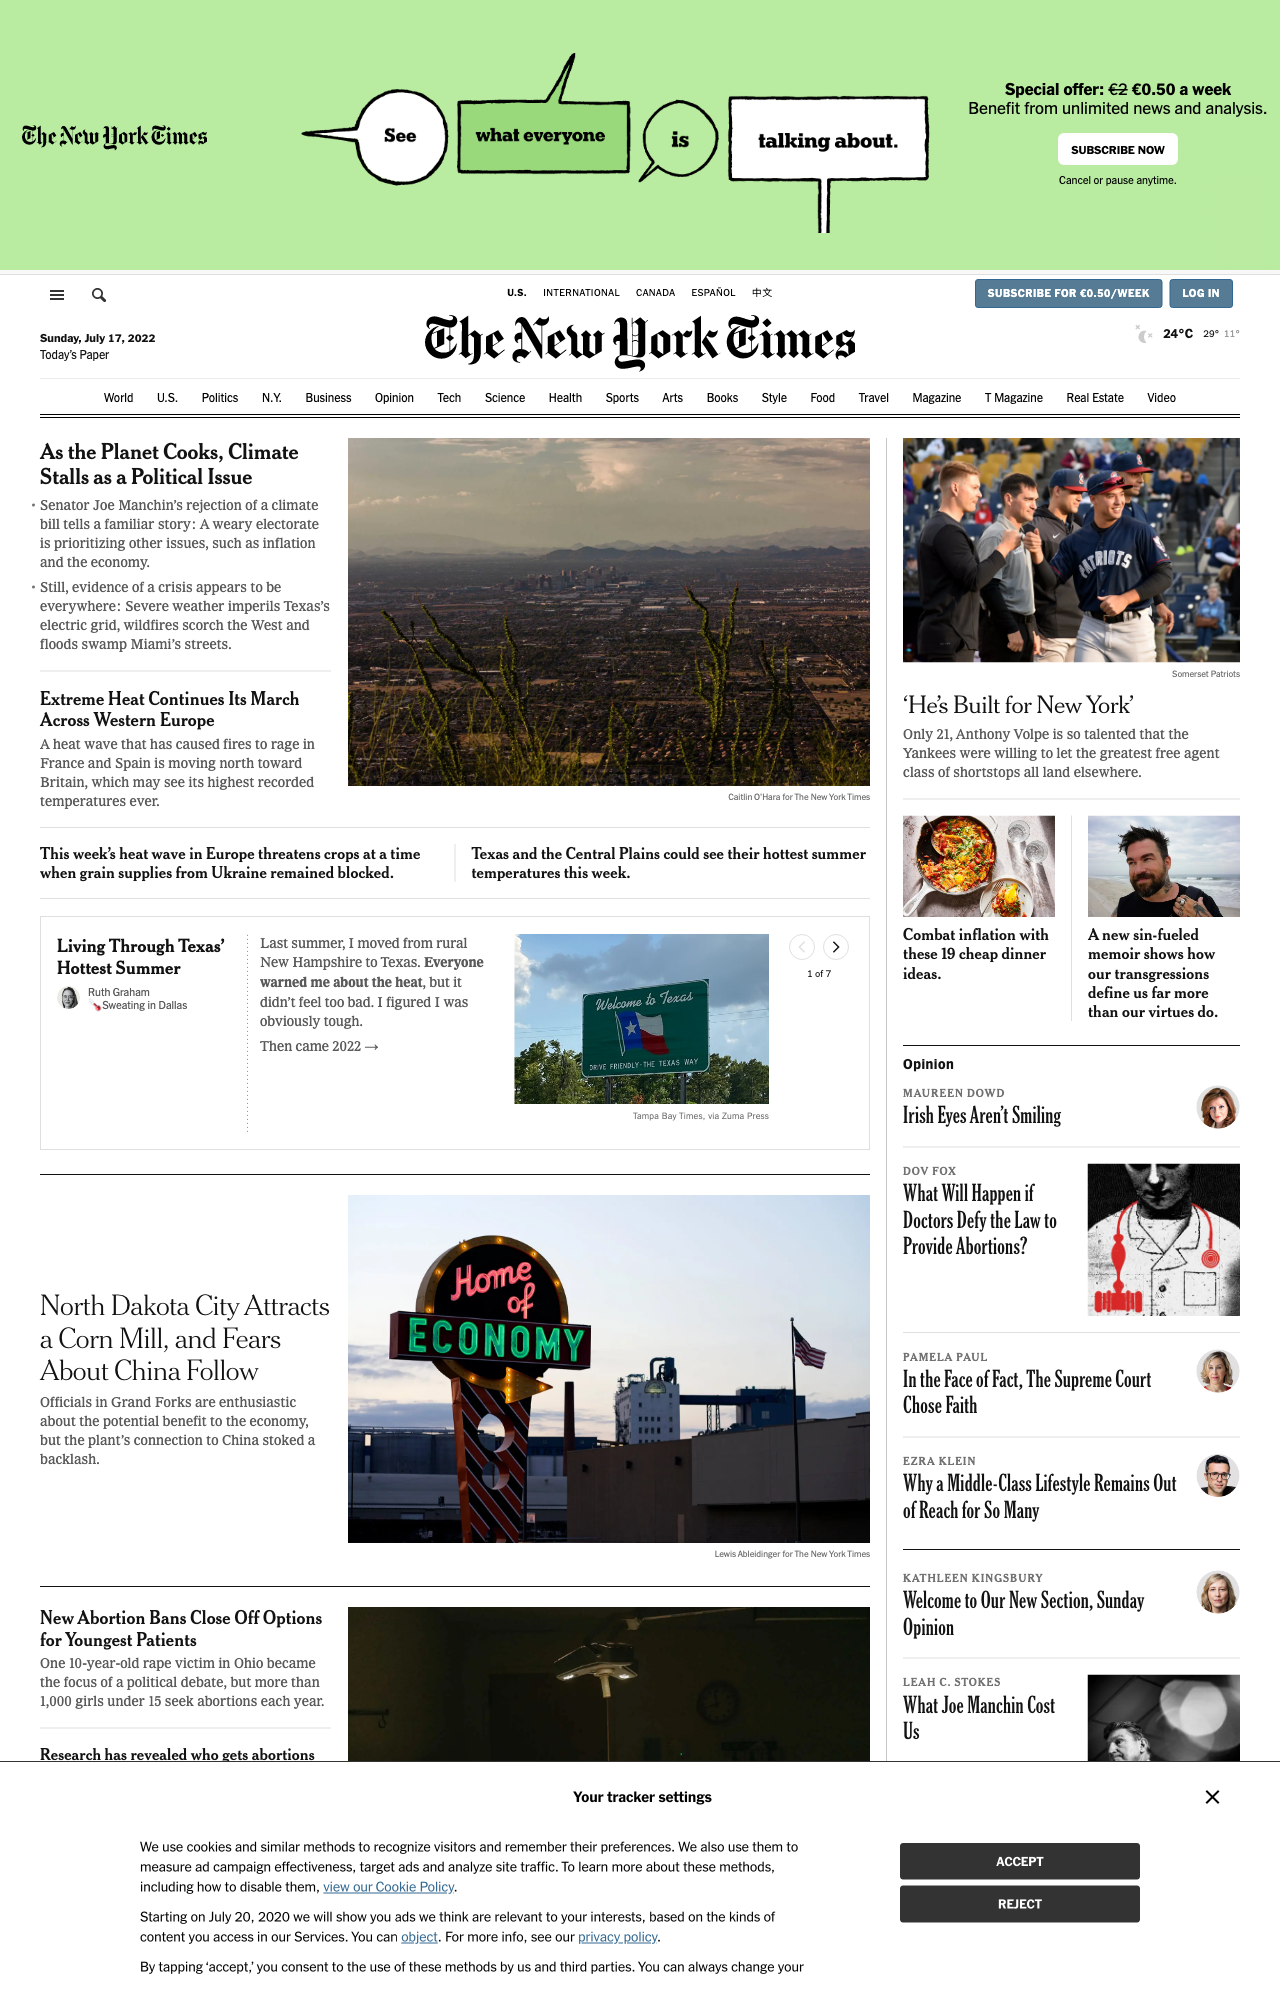 The New York Times
See
what everyone
is
talking about.
Special offer: €2 €0.50 a week
Benefit from unlimited news and analysis.
SUBSCRIBE NOW
Cancel or pause anytime.
U.S. INTERNATIONAL CANADA ESPAÑOL 中文
SUBSCRIBE FOR €0.50/WEEK
LOG IN
Sunday, July 17, 2022
Today's Paper
The New York Times
24°C 29° 11°
World U.S. Politics N.Y. Business Opinion Tech Science Health Sports Arts Books Style Food Travel Magazine T Magazine Real Estate Video
As the Planet Cooks, Climate
Stalls as a Political Issue
• Senator Joe Manchin's rejection of a climate
bill tells a familiar story: A weary electorate
is prioritizing other issues, such as inflation
and the economy.
• Still, evidence of a crisis appears to be
everywhere: Severe weather imperils Texas's
electric grid, wildfires scorch the West and
floods swamp Miami's streets.
Extreme Heat Continues Its March
Across Western Europe
A heat wave that has caused fires to rage in
France and Spain is moving north toward
Britain, which may see its highest recorded
temperatures ever.
Caitlin O'Hara for The New York Times
This week's heat wave in Europe threatens crops at a time
when grain supplies from Ukraine remained blocked.
Texas and the Central Plains could see their hottest summer
temperatures this week.
Living Through Texas'
Hottest Summer
Ruth Graham
Sweating in Dallas
Last summer, I moved from rural
New Hampshire to Texas. Everyone
warned me about the heat, but it
didn't feel too bad. I figured I was
obviously tough.
Then came 2022 →
Welcome to Texas
DRIVE FRIENDLY - THE TEXAS WAY
Tampa Bay Times, via Zuma Press
1 of 7
North Dakota City Attracts
a Corn Mill, and Fears
About China Follow
Officials in Grand Forks are enthusiastic
about the potential benefit to the economy,
but the plant's connection to China stoked a
backlash.
Home
of
ECONOMY
Lewis Ableidinger for The New York Times
New Abortion Bans Close Off Options
for Youngest Patients
One 10-year-old rape victim in Ohio became
the focus of a political debate, but more than
1,000 girls under 15 seek abortions each year.
Research has revealed who gets abortions
PATRIOTS
Somerset Patriots
‘He's Built for New York’
Only 21, Anthony Volpe is so talented that the
Yankees were willing to let the greatest free agent
class of shortstops all land elsewhere.
Combat inflation with
these 19 cheap dinner
ideas.
A new sin-fueled
memoir shows how
our transgressions
define us far more
than our virtues do.
Opinion
MAUREEN DOWD
Irish Eyes Aren't Smiling
DOV FOX
What Will Happen if
Doctors Defy the Law to
Provide Abortions?
PAMELA PAUL
In the Face of Fact, The Supreme Court
Chose Faith
EZRA KLEIN
Why a Middle-Class Lifestyle Remains Out
of Reach for So Many
KATHLEEN KINGSBURY
Welcome to Our New Section, Sunday
Opinion
LEAH C. STOKES
What Joe Manchin Cost
Us
Your tracker settings
We use cookies and similar methods to recognize visitors and remember their preferences. We also use them to
measure ad campaign effectiveness, target ads and analyze site traffic. To learn more about these methods,
including how to disable them, view our Cookie Policy.
Starting on July 20, 2020 we will show you ads we think are relevant to your interests, based on the kinds of
content you access in our Services. You can object. For more info, see our privacy policy.
By tapping ‘accept,’ you consent to the use of these methods by us and third parties. You can always change your
ACCEPT
REJECT